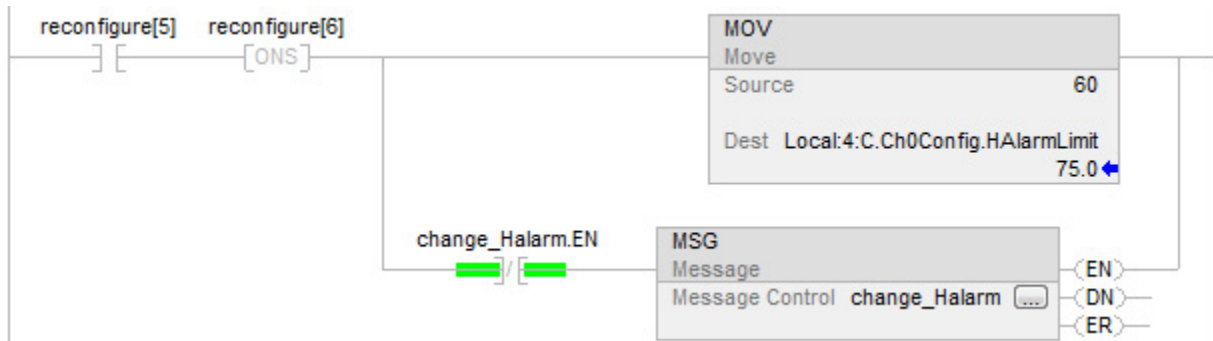 reconfigure[5] reconfigure[6]
ONS
MOV
Move
Source 60
Dest Local:4:C.Ch0Config.HAlarmLimit
75.0
change_Halarm.EN
/
MSG
Message
Message Control change_Halarm ...
EN
DN
ER